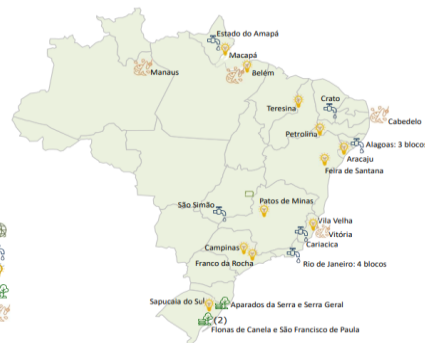 Estado do Amapá
Macapá
Manaus
Belém
Teresina
Crato
Cabedelo
Petrolina
Alagoas: 3 blocos
Aracaju
Feira de Santana
São Simão
Patos de Minas
Vila Velha
Vitória
Cariacica
Campinas
Franco da Rocha
Rio de Janeiro: 4 blocos
Sapucaia do Sul
Aparados da Serra e Serra Geral
(2)
Flonas de Canela e São Francisco de Paula